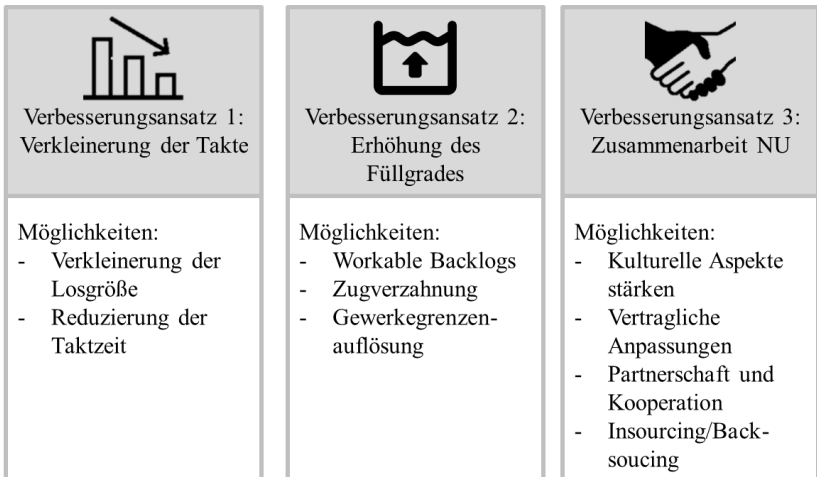 Verbesserungsansatz 1:
Verkleinerung der Takte
Möglichkeiten:
- Verkleinerung der
Losgröße
- Reduzierung der
Taktzeit
Verbesserungsansatz 2:
Erhöhung des
Füllgrades
Möglichkeiten:
- Workable Backlogs
- Zugverzahnung
- Gewerkegrenzen-
auflösung
Verbesserungsansatz 3:
Zusammenarbeit NU
Möglichkeiten:
- Kulturelle Aspekte
stärken
- Vertragliche
Anpassungen
- Partnerschaft und
Kooperation
- Insourcing/Back-
soucing